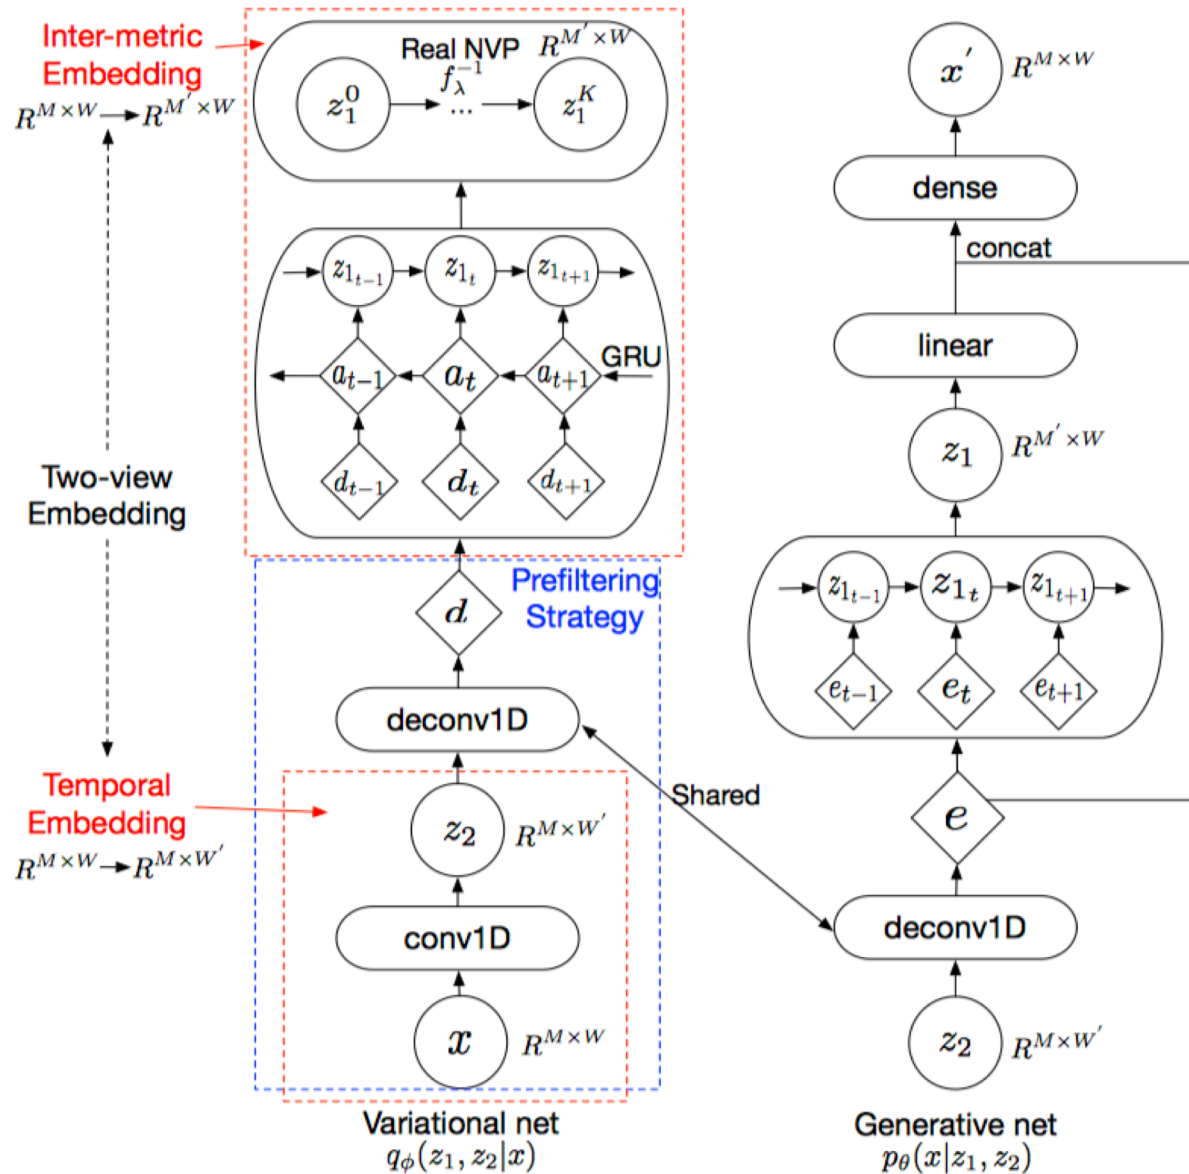 Inter-metric
Embedding
R^{M×W} → R^{M'×W}
Real NVP
R^{M'×W}
f_λ^{-1}
z_1^0
...
z_1^K
z_{1_{t-1}}
z_{1_t}
z_{1_{t+1}}
GRU
a_{t-1}
a_t
a_{t+1}
d_{t-1}
d_t
d_{t+1}
Two-view
Embedding
Prefiltering
Strategy
d
deconv1D
Temporal
Embedding
R^{M×W} → R^{M×W'}
z_2
R^{M×W'}
conv1D
x
R^{M×W}
Variational net
q_ϕ(z_1, z_2|x)
x'
R^{M×W}
dense
concat
linear
z_1
R^{M'×W}
z_{1_{t-1}}
z_{1_t}
z_{1_{t+1}}
e_{t-1}
e_t
e_{t+1}
Shared
e
deconv1D
z_2
R^{M×W'}
Generative net
p_θ(x|z_1, z_2)